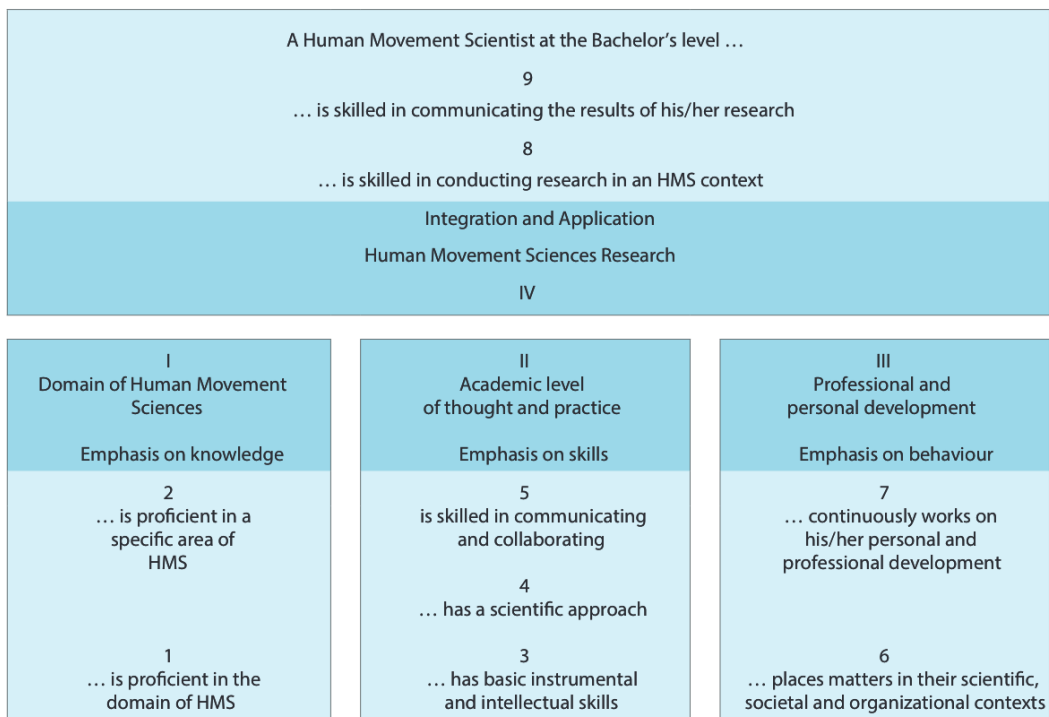 A Human Movement Scientist at the Bachelor's level …
9
… is skilled in communicating the results of his/her research
8
… is skilled in conducting research in an HMS context
Integration and Application
Human Movement Sciences Research
IV
I
Domain of Human Movement
Sciences
Emphasis on knowledge
2
… is proficient in a
specific area of
HMS
1
… is proficient in the
domain of HMS
II
Academic level
of thought and practice
Emphasis on skills
5
is skilled in communicating
and collaborating
4
… has a scientific approach
3
… has basic instrumental
and intellectual skills
III
Professional and
personal development
Emphasis on behaviour
7
… continuously works on
his/her personal and
professional development
6
… places matters in their scientific,
societal and organizational contexts